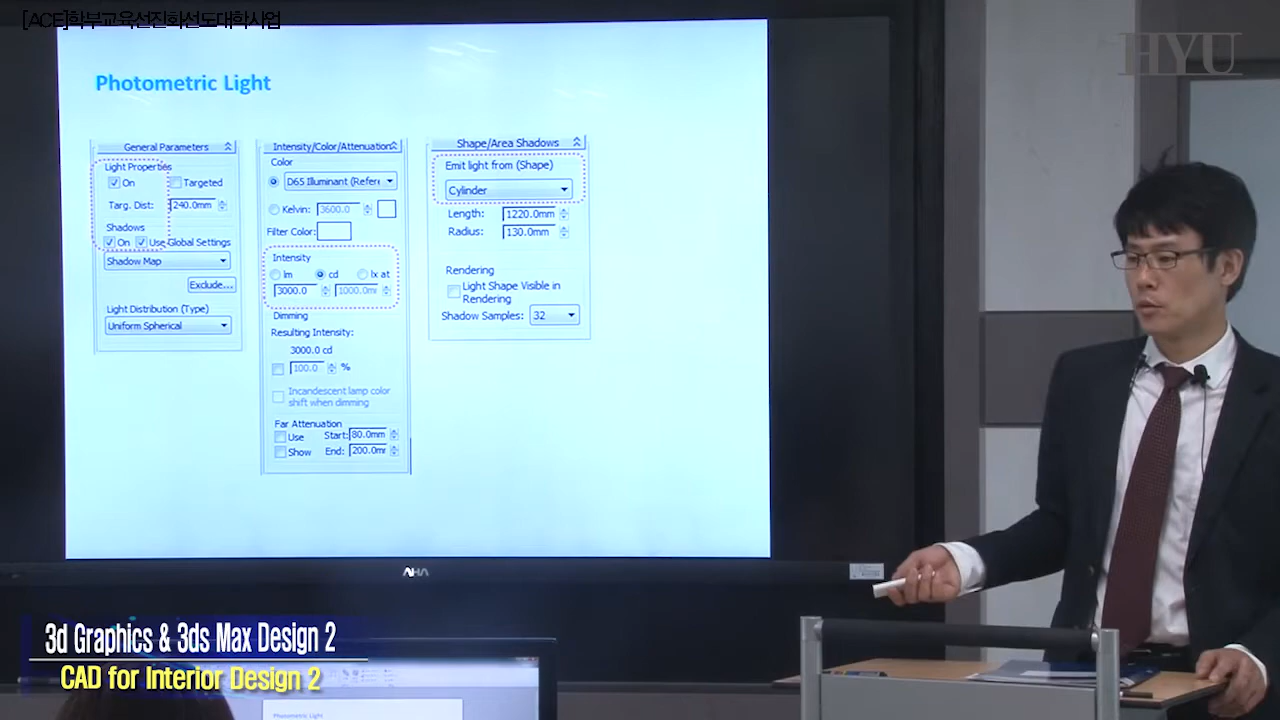 [ACE]학부교육선진화선도대학사업
HYU
Photometric Light
General Parameters
Light Properties
On
Targeted
Targ. Dist:
240.0mm
Shadows
On
Use Global Settings
Shadow Map
Exclude...
Light Distribution (Type)
Uniform Spherical
Intensity/Color/Attenuation
Color
D65 Illuminant (Refere
Kelvin:
3600.0
Filter Color:
Intensity
lm
cd
lx at
3000.0
1000.0mr
Dimming
Resulting Intensity:
3000.0 cd
100.0
%
Incandescent lamp color
shift when dimming
Far Attenuation
Use
Start:
80.0mm
Show
End:
200.0mr
Shape/Area Shadows
Emit light from (Shape)
Cylinder
Length:
1220.0mm
Radius:
130.0mm
Rendering
Light Shape Visible in
Rendering
Shadow Samples:
32
AHA
3d Graphics & 3ds Max Design 2
CAD for Interior Design 2
Photometric Light